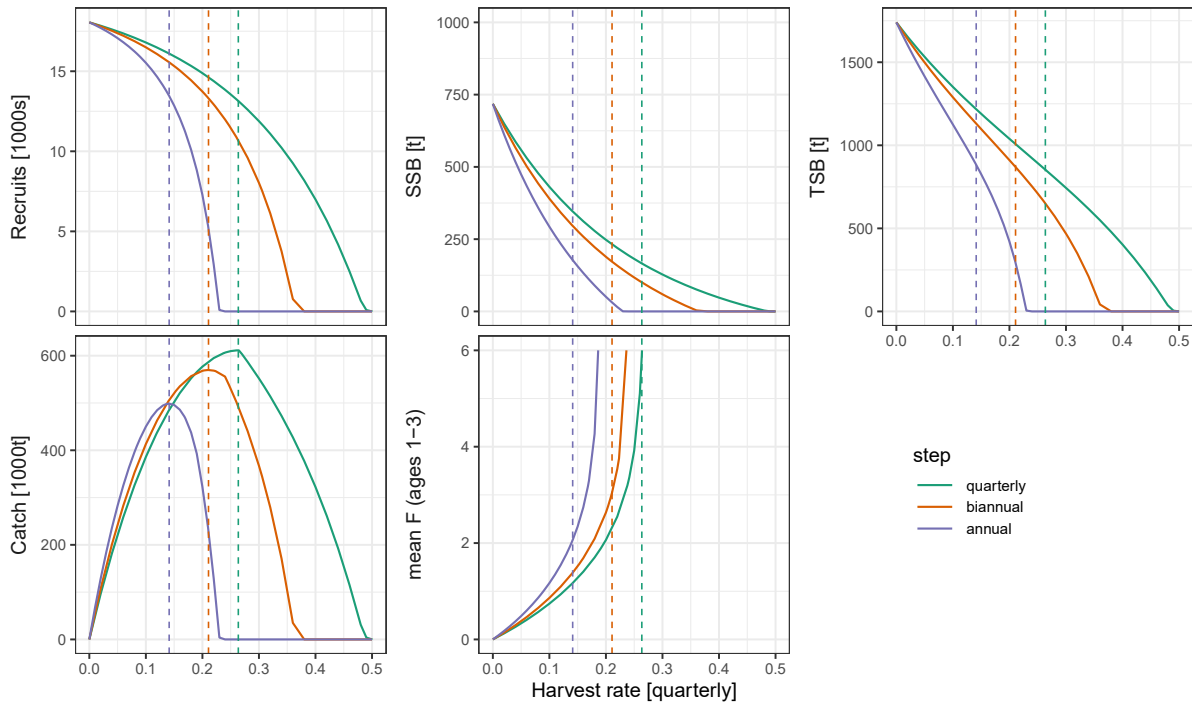 Recruits [1000s]
15
10
5
0
SSB [t]
1000
750
500
250
0
TSB [t]
1500
1000
500
0
0.0 0.1 0.2 0.3 0.4 0.5
Catch [1000t]
600
400
200
0
0.0 0.1 0.2 0.3 0.4 0.5
mean F (ages 1−3)
6
4
2
0
0.0 0.1 0.2 0.3 0.4 0.5
Harvest rate [quarterly]
step
quarterly
biannual
annual